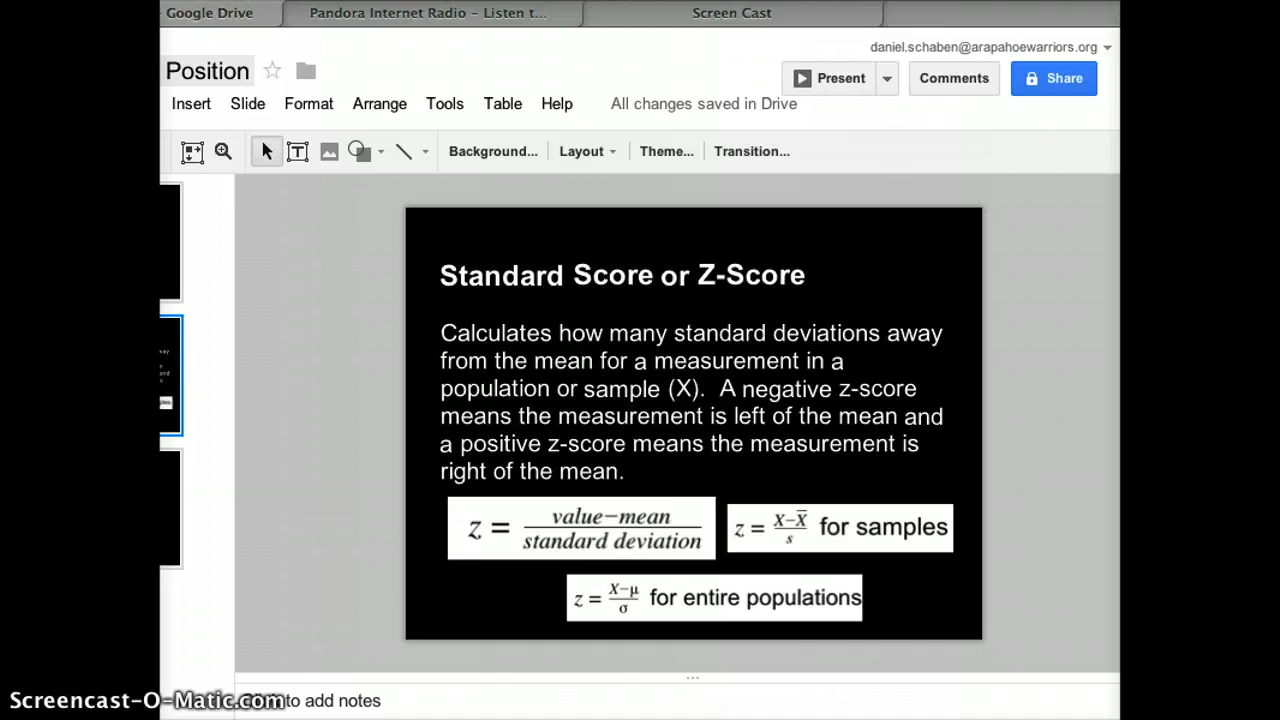 Google Drive
Pandora Internet Radio – Listen t...
Screen Cast
daniel.schaben@arapahoewarriors.org
Position
Present
Comments
Share
Insert Slide Format Arrange Tools Table Help All changes saved in Drive
Background... Layout Theme... Transition...
Standard Score or Z-Score
Calculates how many standard deviations away
from the mean for a measurement in a
population or sample (X). A negative z-score
means the measurement is left of the mean and
a positive z-score means the measurement is
right of the mean.
z = value–mean / standard deviation
z = X–X̅ / s for samples
z = X–μ / σ for entire populations
to add notes
Screencast-O-Matic.com